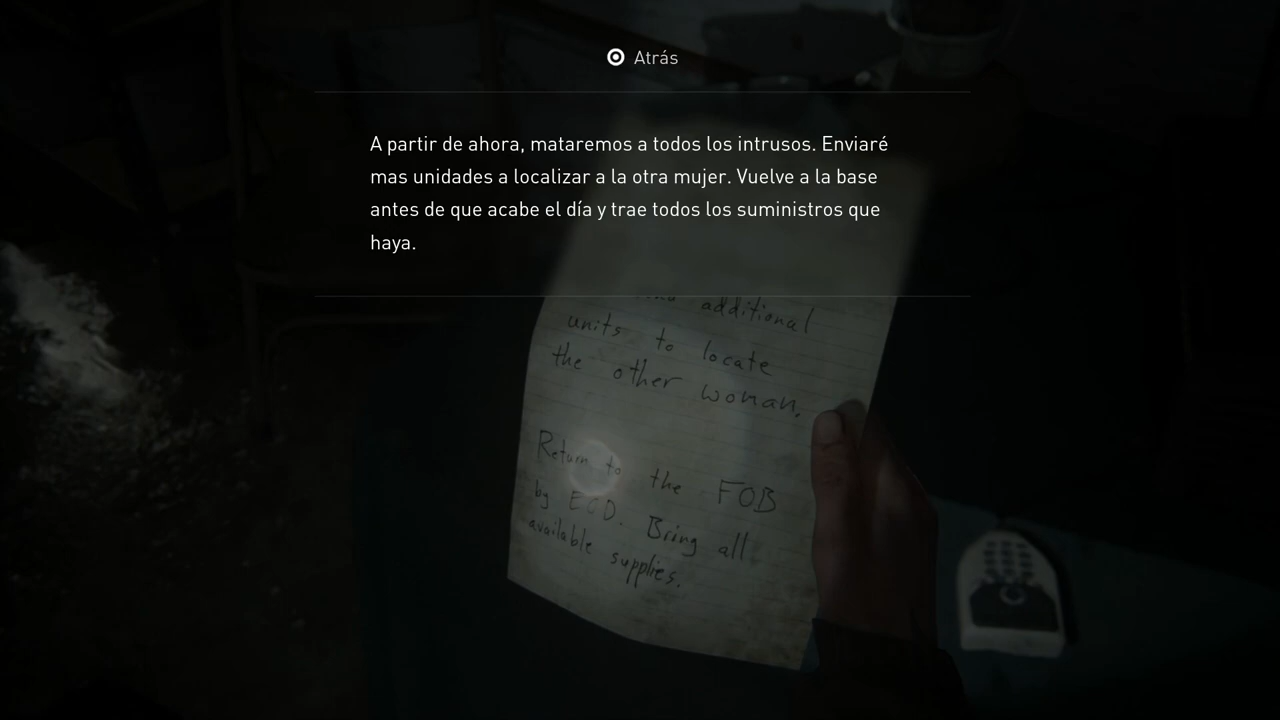 Atrás
A partir de ahora, mataremos a todos los intrusos. Enviaré
mas unidades a localizar a la otra mujer. Vuelve a la base
antes de que acabe el día y trae todos los suministros que
haya.
additional
units to locate
the other woman.
Return to the FOB
by EOD. Bring all
available supplies.